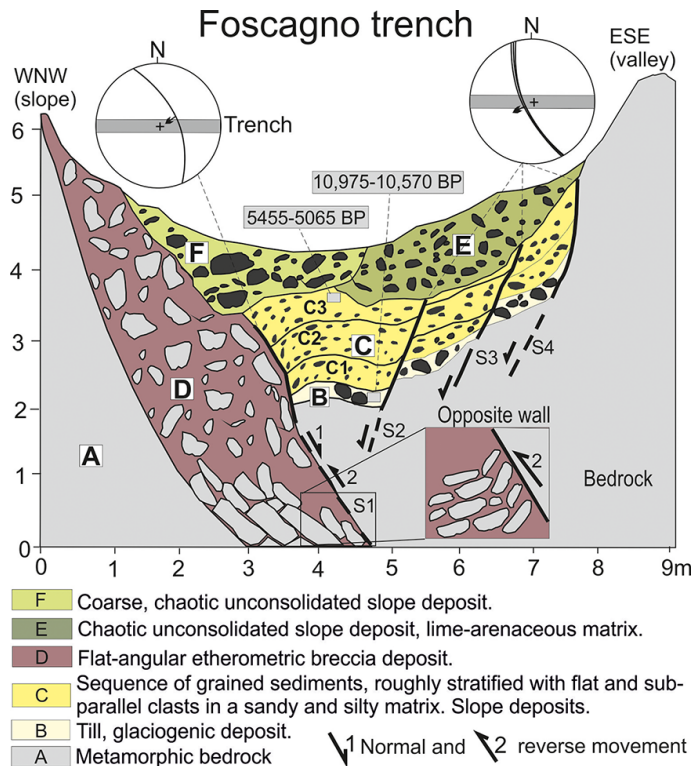 Foscagno trench
WNW
(slope)
N
N
ESE
(valley)
Trench
10,975-10,570 BP
5455-5065 BP
6
5
4
3
2
1
0
F
E
C3
C2
C
C1
B
D
A
S4
S3
S2
1
2
S1
Opposite wall
2
Bedrock
0 1 2 3 4 5 6 7 8 9m
F Coarse, chaotic unconsolidated slope deposit.
E Chaotic unconsolidated slope deposit, lime-arenaceous matrix.
D Flat-angular etherometric breccia deposit.
C Sequence of grained sediments, roughly stratified with flat and sub-
parallel clasts in a sandy and silty matrix. Slope deposits.
B Till, glaciogenic deposit.
A Metamorphic bedrock
1 Normal and 2 reverse movement